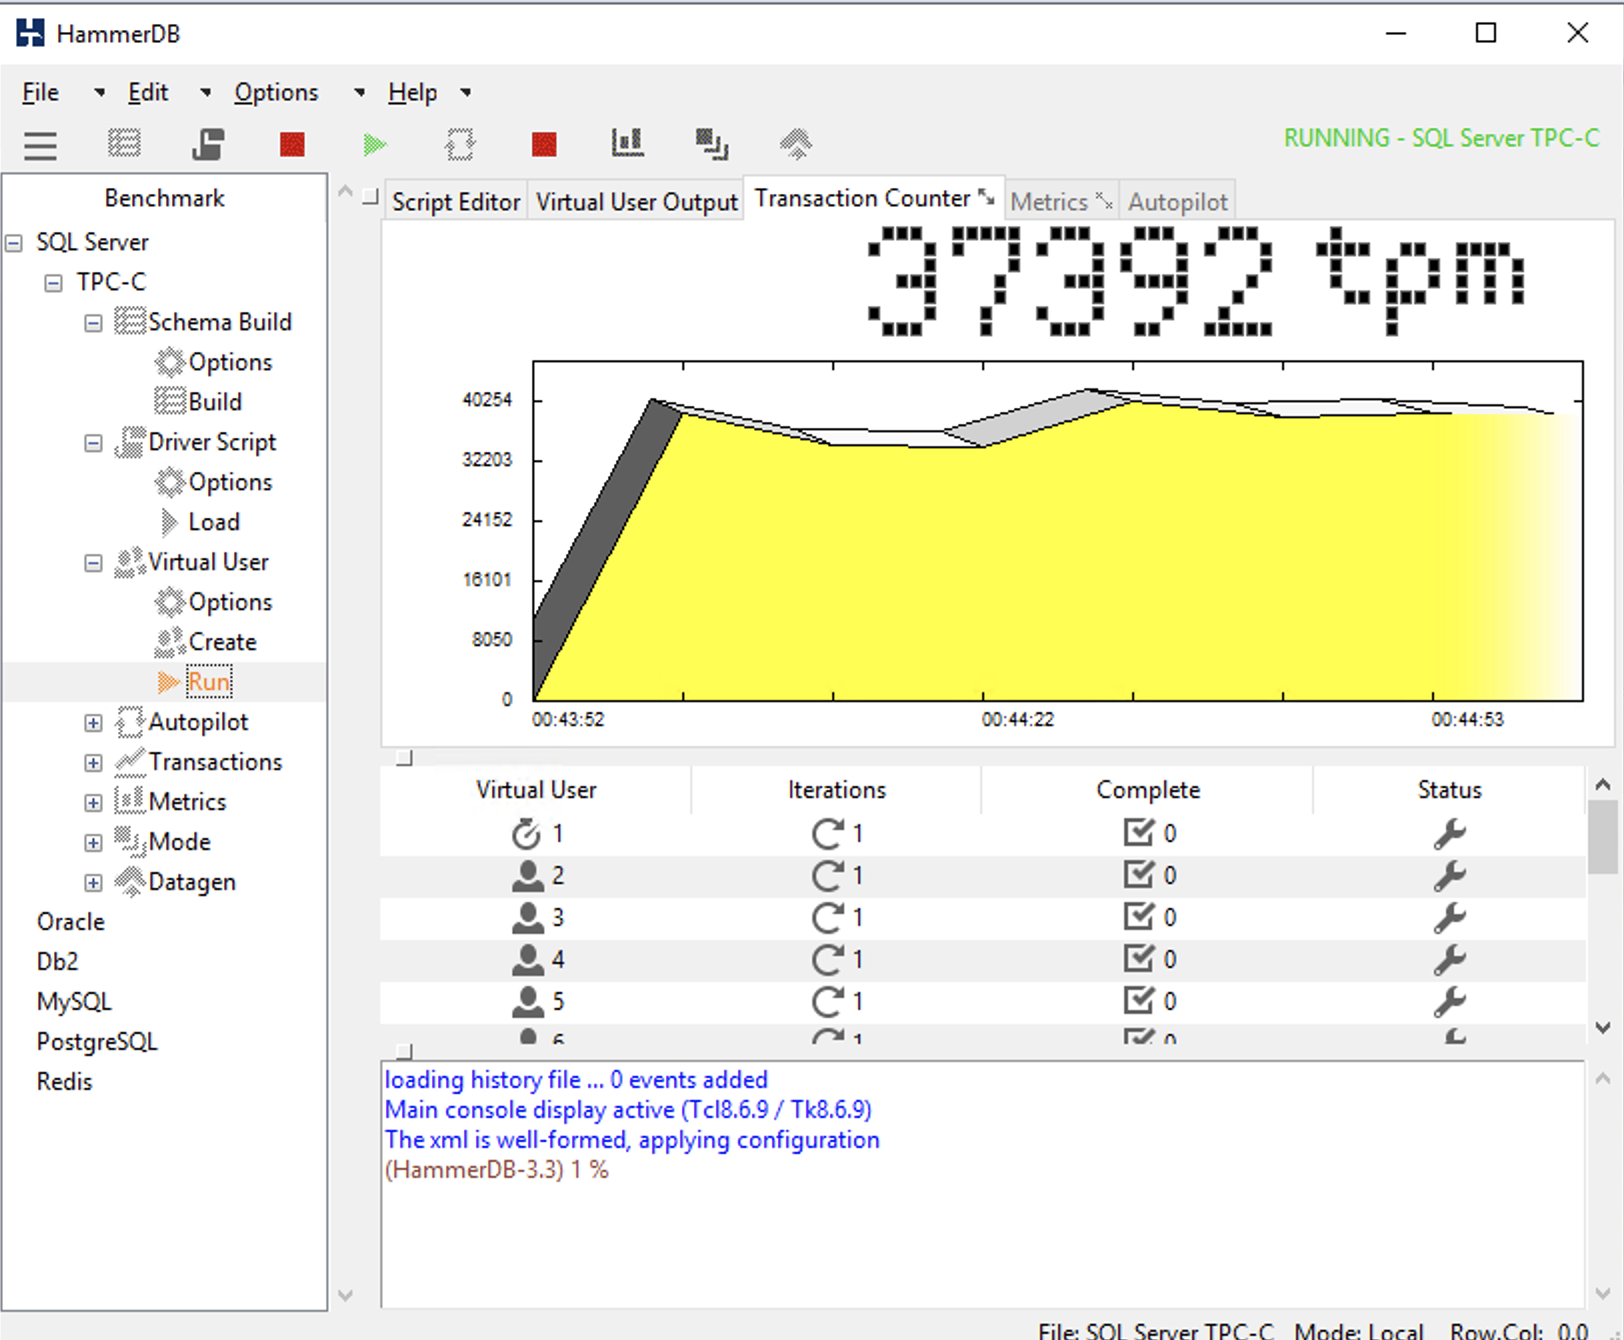 HammerDB
File Edit Options Help
RUNNING - SQL Server TPC-C
Benchmark
SQL Server
TPC-C
Schema Build
Options
Build
Driver Script
Options
Load
Virtual User
Options
Create
Run
Autopilot
Transactions
Metrics
Mode
Datagen
Oracle
Db2
MySQL
PostgreSQL
Redis
Script Editor Virtual User Output Transaction Counter Metrics Autopilot
37392 tpm
40254
32203
24152
16101
8050
0
00:43:52 00:44:22 00:44:53
Virtual User Iterations Complete Status
1 1 0
2 1 0
3 1 0
4 1 0
5 1 0
6 1 0
loading history file ... 0 events added
Main console display active (Tcl8.6.9 / Tk8.6.9)
The xml is well-formed, applying configuration
(HammerDB-3.3) 1 %
File: SQL Server TPC-C Mode: Local Row,Col: 0.0